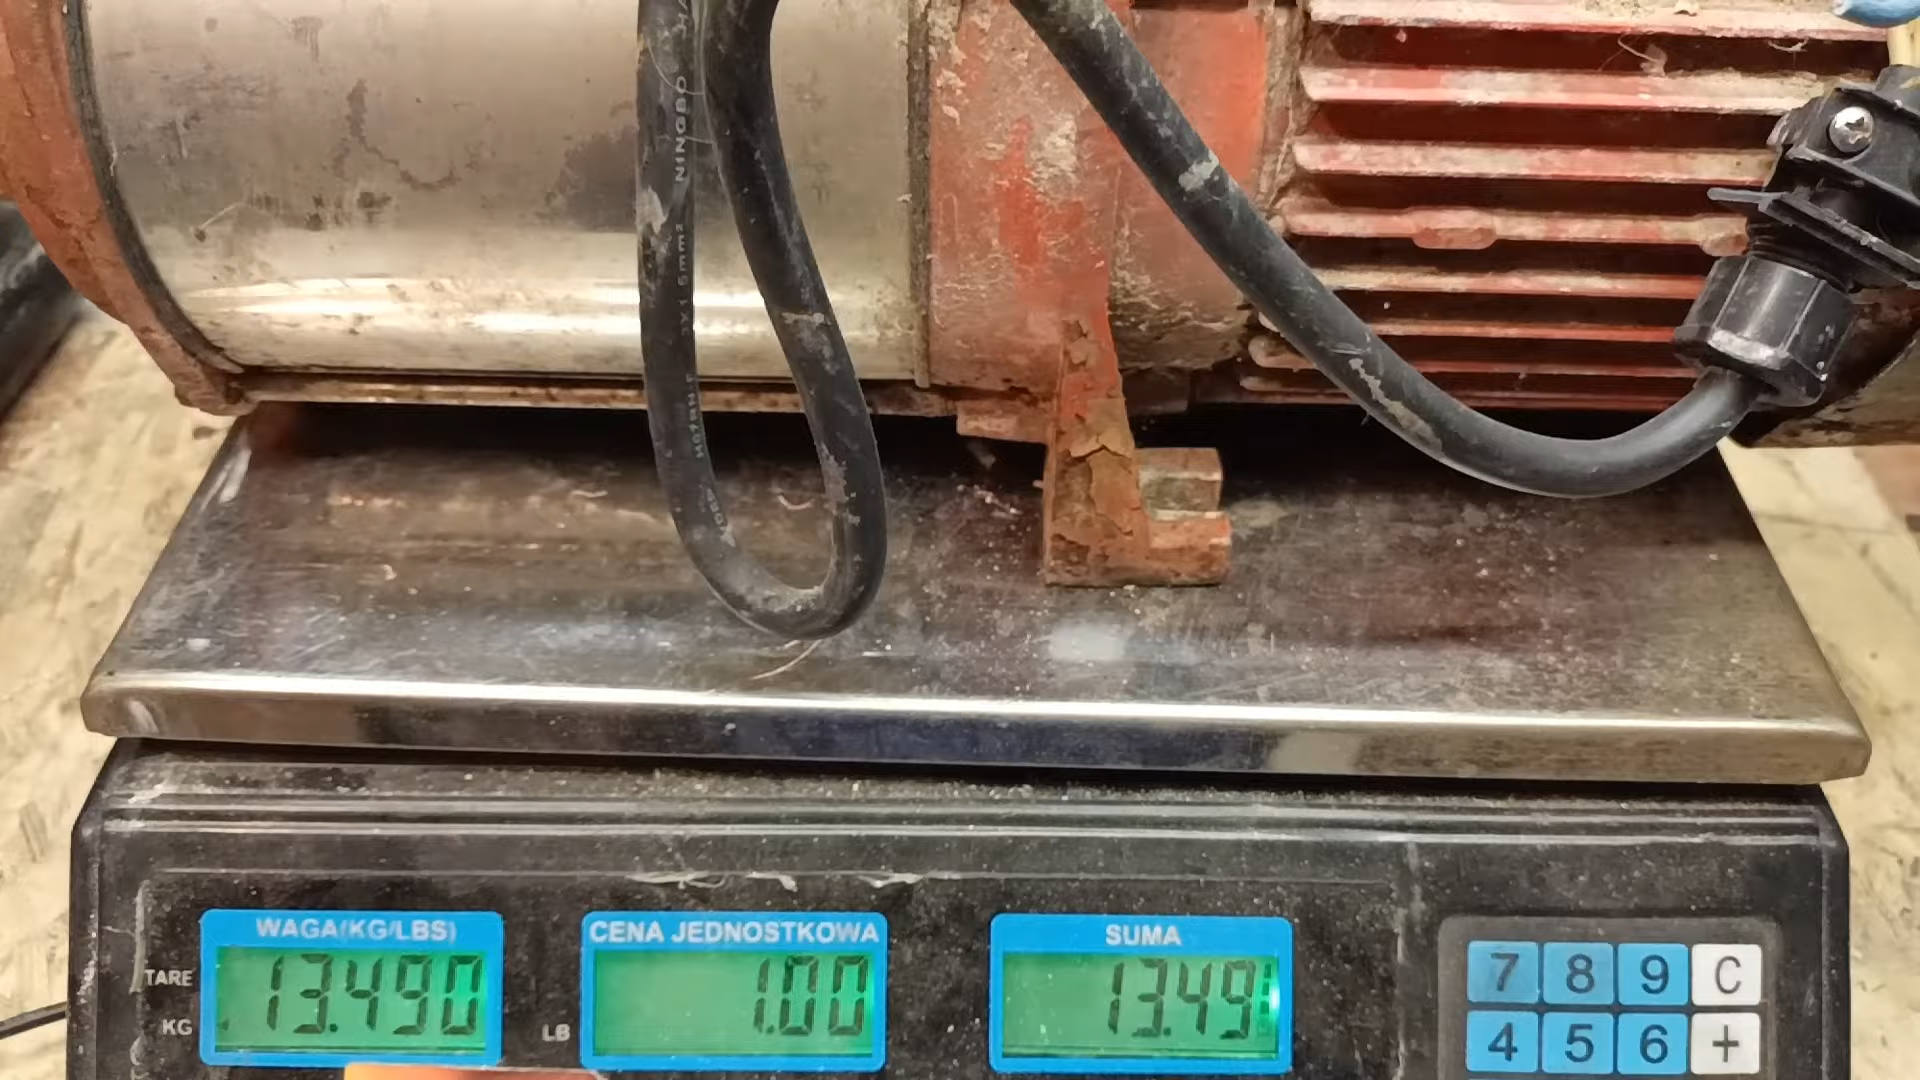 NINGBO
WAGA(KG/LBS)
CENA JEDNOSTKOWA
SUMA
TARE
13.490
1.00
13.49
KG
LB
7 8 9 C
4 5 6 +